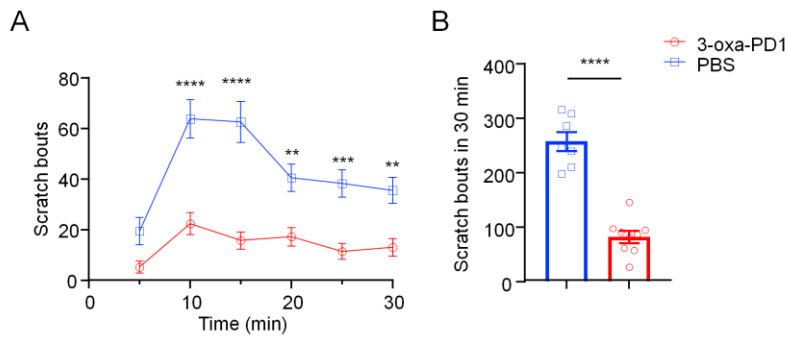 A
B
3-oxa-PD1
PBS
Scratch bouts
80
60
40
20
0
**** **** ** *** **
0 10 20 30
Time (min)
Scratch bouts in 30 min
400
300
200
100
0
****